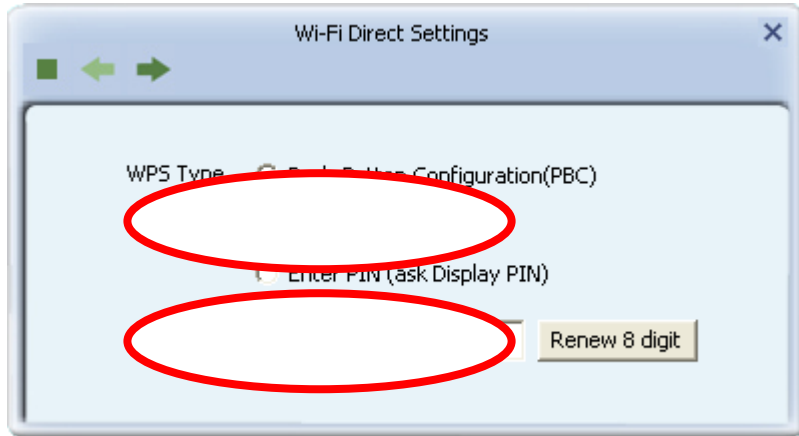 Wi-Fi Direct Settings
WPS Type Push Button Configuration(PBC)
Enter PIN (ask Display PIN)
Renew 8 digit